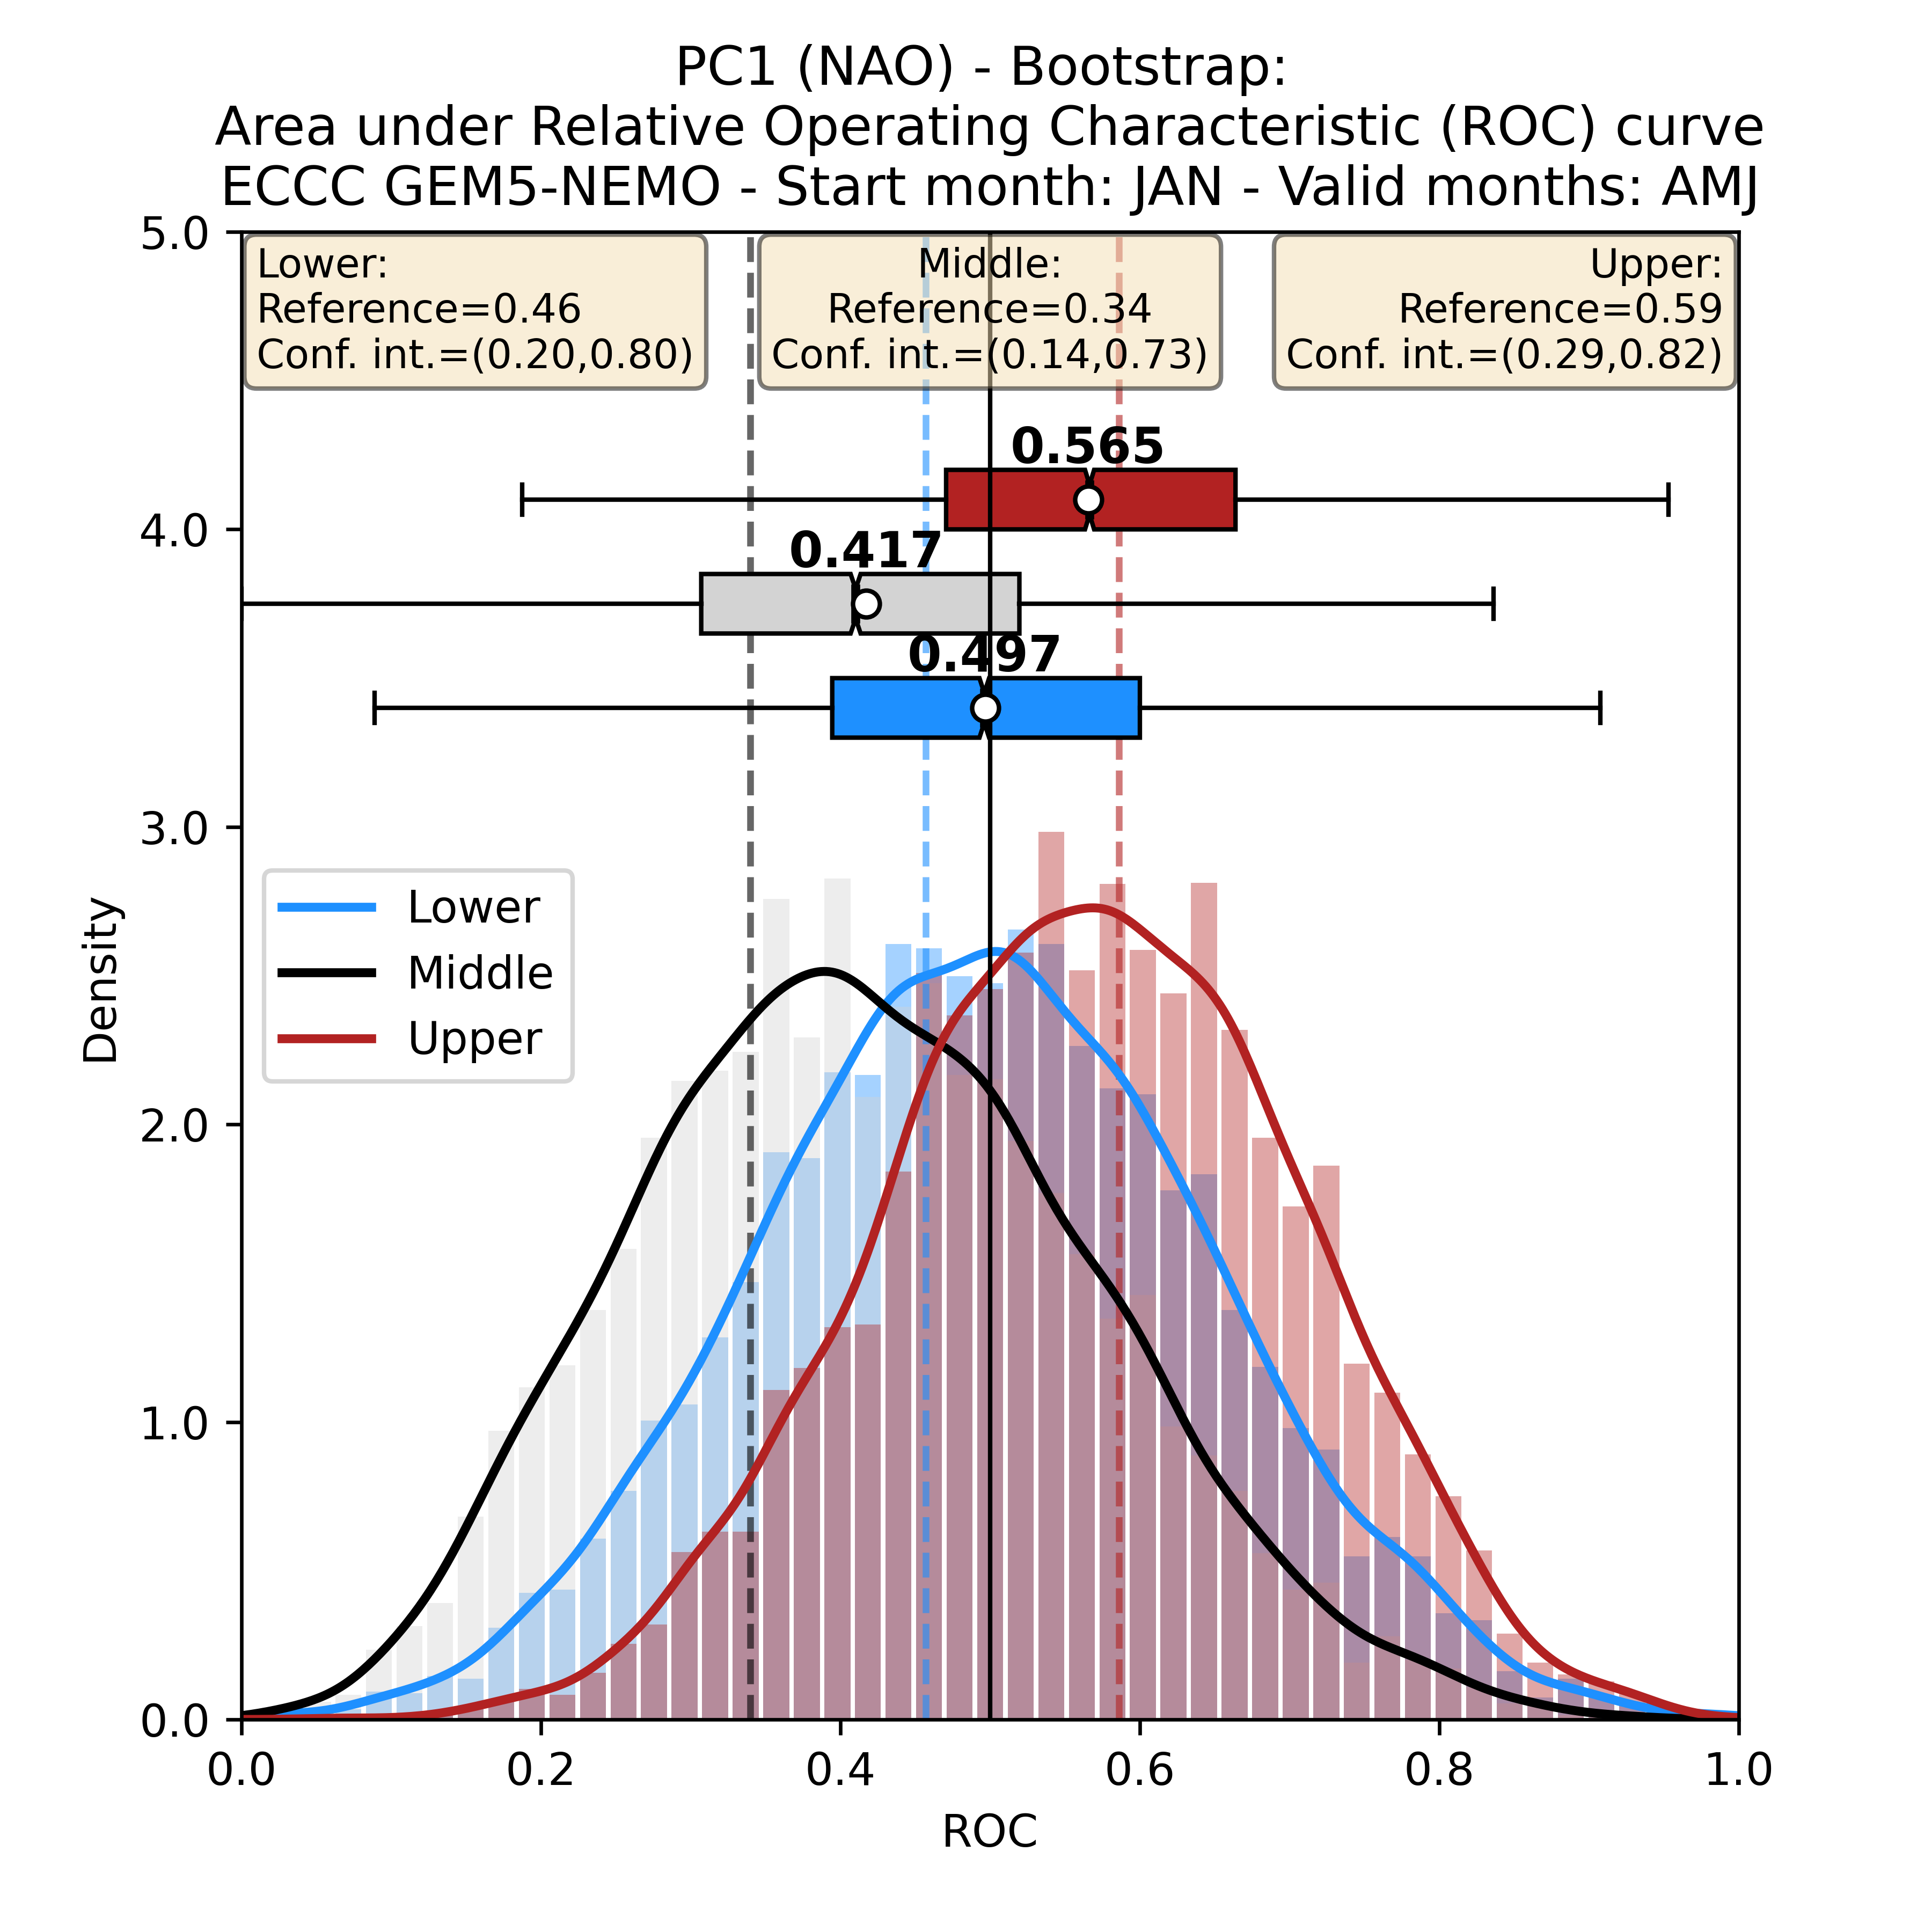 PC1 (NAO) - Bootstrap:
Area under Relative Operating Characteristic (ROC) curve
ECCC GEM5-NEMO - Start month: JAN - Valid months: AMJ
Lower:
Reference=0.46
Conf. int.=(0.20,0.80)
Middle:
Reference=0.34
Conf. int.=(0.14,0.73)
Upper:
Reference=0.59
Conf. int.=(0.29,0.82)
0.565
0.417
0.497
Lower
Middle
Upper
Density
5.0
4.0
3.0
2.0
1.0
0.0
0.0 0.2 0.4 0.6 0.8 1.0
ROC